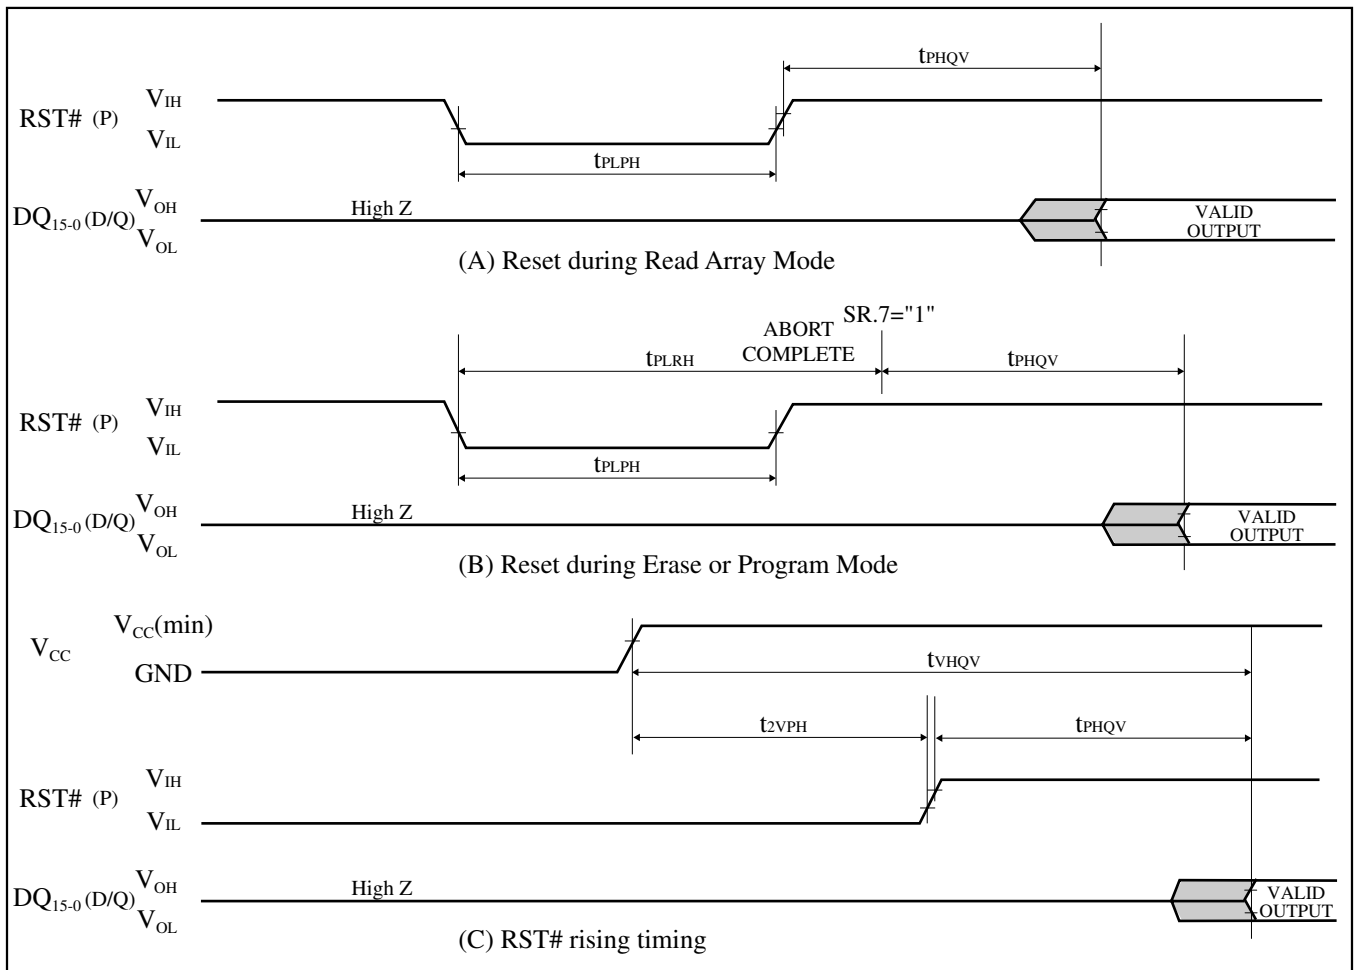 tPHQV
VIH
RST# (P)
VIL
tPLPH
VOH
High Z
VALID
OUTPUT
DQ15-0 (D/Q)
VOL
(A) Reset during Read Array Mode
SR.7="1"
ABORT
COMPLETE
tPLRH
tPHQV
VIH
RST# (P)
VIL
tPLPH
VOH
High Z
VALID
OUTPUT
DQ15-0 (D/Q)
VOL
(B) Reset during Erase or Program Mode
VCC(min)
VCC
GND
tVHQV
t2VPH
tPHQV
VIH
RST# (P)
VIL
VOH
High Z
VALID
OUTPUT
DQ15-0 (D/Q)
VOL
(C) RST# rising timing